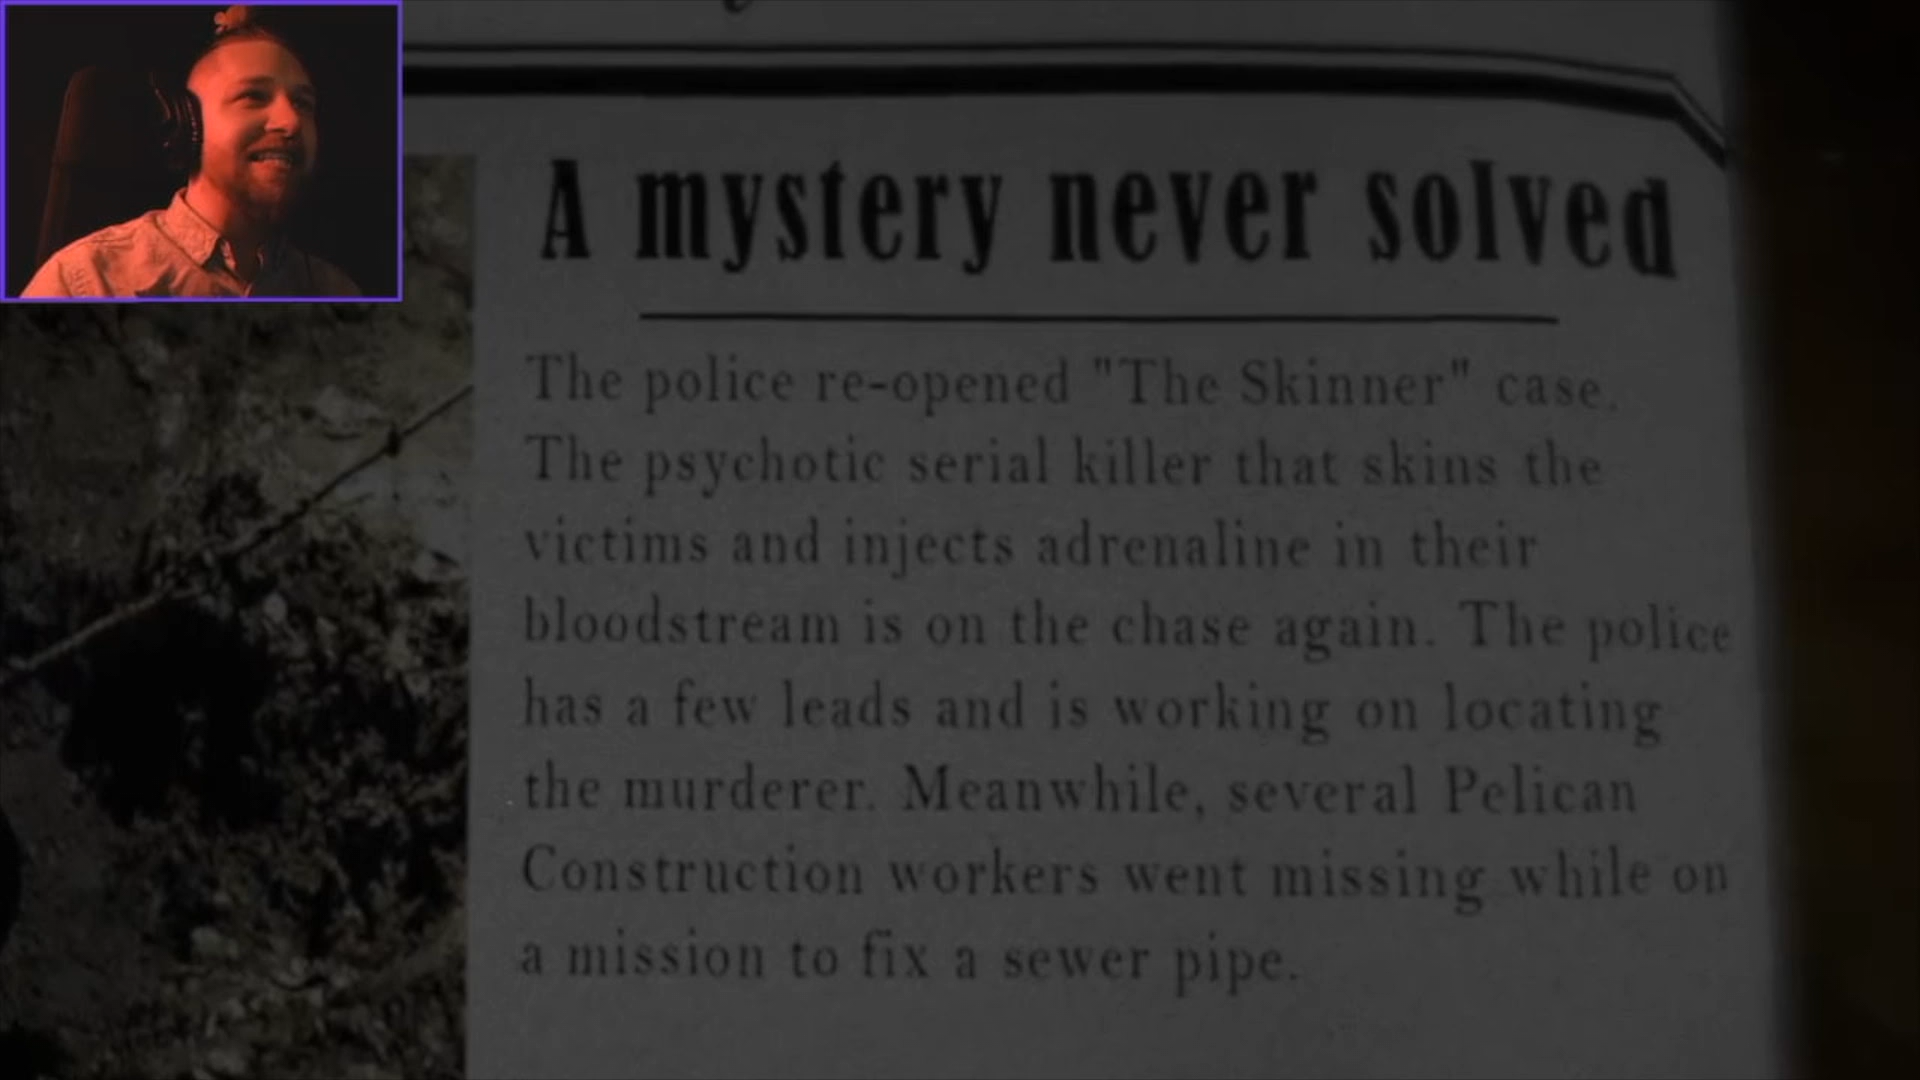 A mystery never solved
The police re-opened "The Skinner" case.
The psychotic serial killer that skins the
victims and injects adrenaline in their
bloodstream is on the chase again. The police
has a few leads and is working on locating
the murderer. Meanwhile, several Pelican
Construction workers went missing while on
a mission to fix a sewer pipe.